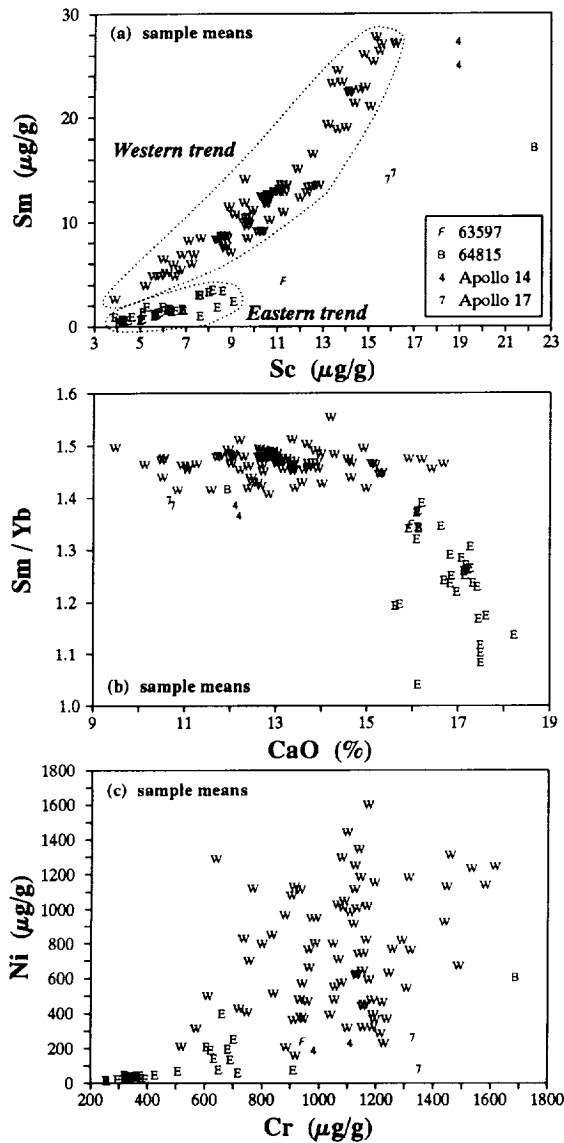 (a) sample means
Western trend
Eastern trend
F 63597
B 64815
4 Apollo 14
7 Apollo 17
Sm (µg/g)
30
20
10
0
3 5 7 9 11 13 15 17 19 21 23
Sc (µg/g)
Sm / Yb
1.6
1.5
1.4
1.3
1.2
1.1
1.0
(b) sample means
9 11 13 15 17 19
CaO (%)
(c) sample means
Ni (µg/g)
1800
1600
1400
1200
1000
800
600
400
200
0
200 400 600 800 1000 1200 1400 1600 1800
Cr (µg/g)